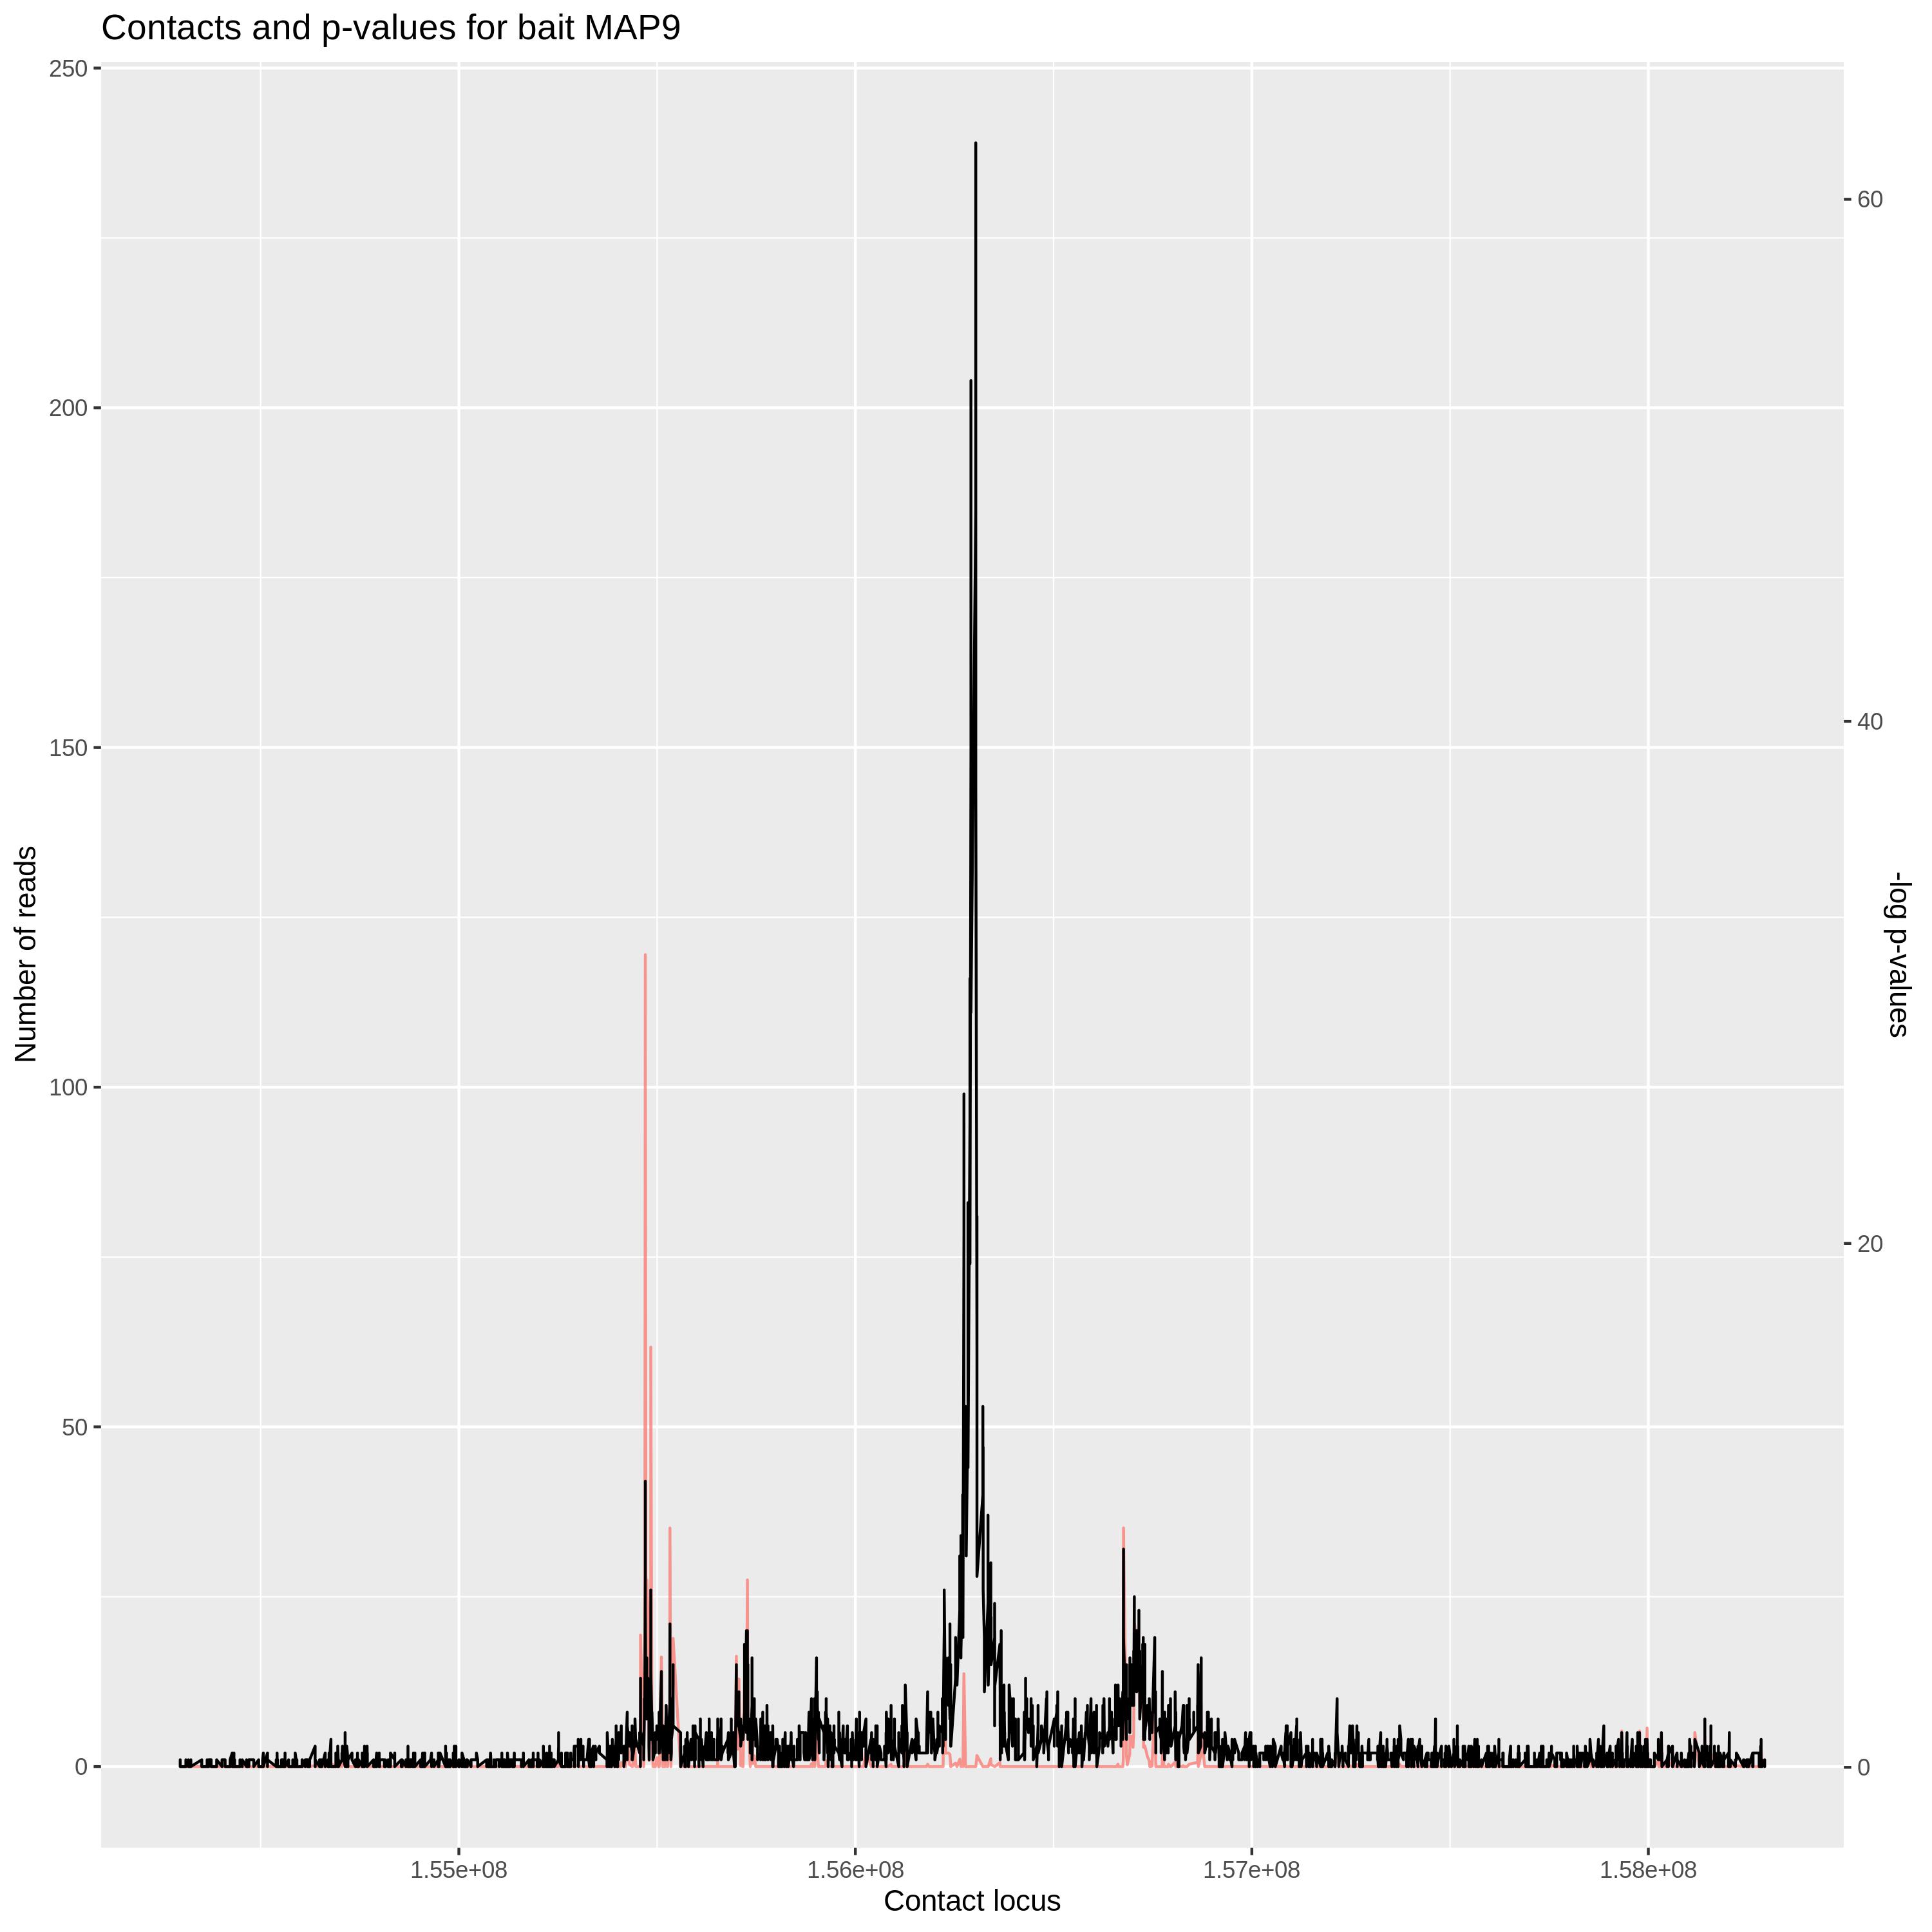 Contacts and p-values for bait MAP9
250
200
150
100
50
0
Number of reads
60
40
20
0
-log p-values
1.55e+08
1.56e+08
1.57e+08
1.58e+08
Contact locus